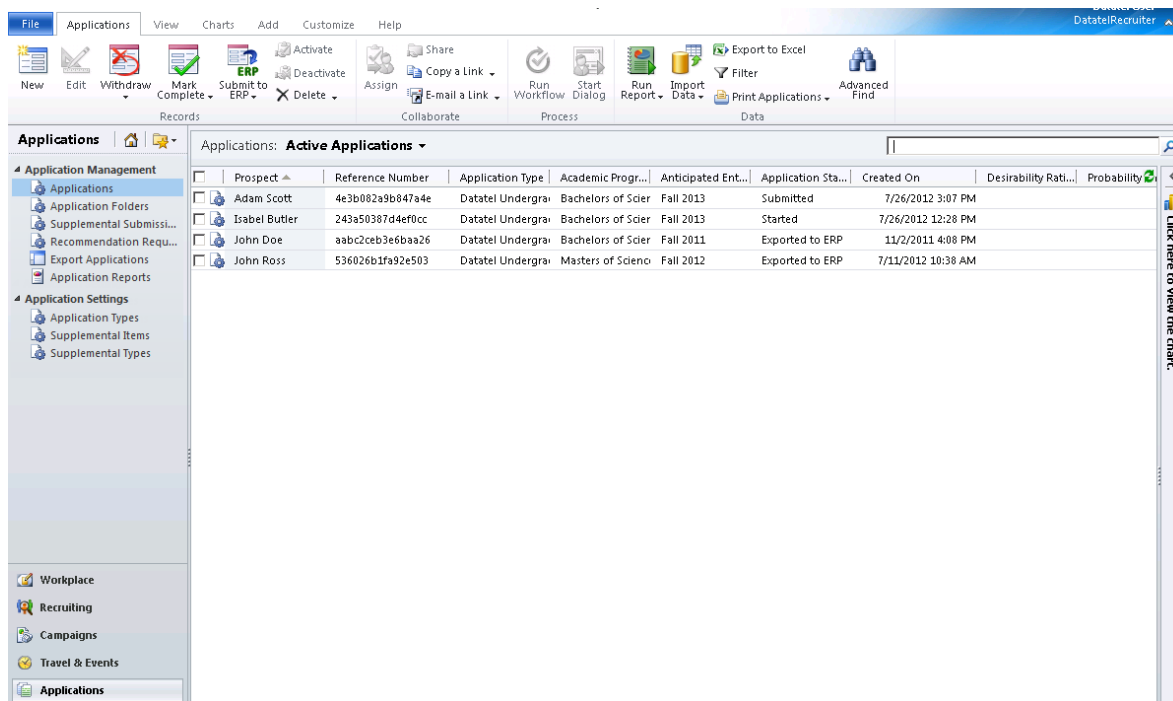 DatatelRecruiter
File Applications View Charts Add Customize Help
New
Edit
Withdraw
Mark Complete
Submit to ERP
ERP
Activate
Deactivate
Delete
Records
Assign
Share
Copy a Link
E-mail a Link
Collaborate
Run Workflow
Start Dialog
Process
Run Report
Import Data
Export to Excel
Filter
Print Applications
Advanced Find
Data
Applications
Application Management
Applications
Application Folders
Supplemental Submissi...
Recommendation Requ...
Export Applications
Application Reports
Application Settings
Application Types
Supplemental Items
Supplemental Types
Workplace
Recruiting
Campaigns
Travel & Events
Applications
Applications: Active Applications
Prospect Reference Number Application Type Academic Progr... Anticipated Ent... Application Sta... Created On Desirability Rati... Probability
Adam Scott 4e3b082a9b847a4e Datatel Undergra Bachelors of Scier Fall 2013 Submitted 7/26/2012 3:07 PM
Isabel Butler 243a50387d4ef0cc Datatel Undergra Bachelors of Scier Fall 2013 Started 7/26/2012 12:28 PM
John Doe aabc2ceb3e6baa26 Datatel Undergra Bachelors of Scier Fall 2011 Exported to ERP 11/2/2011 4:08 PM
John Ross 536026b1fa92e503 Datatel Undergra Masters of Scienc Fall 2012 Exported to ERP 7/11/2012 10:38 AM
Click here to view the chart.